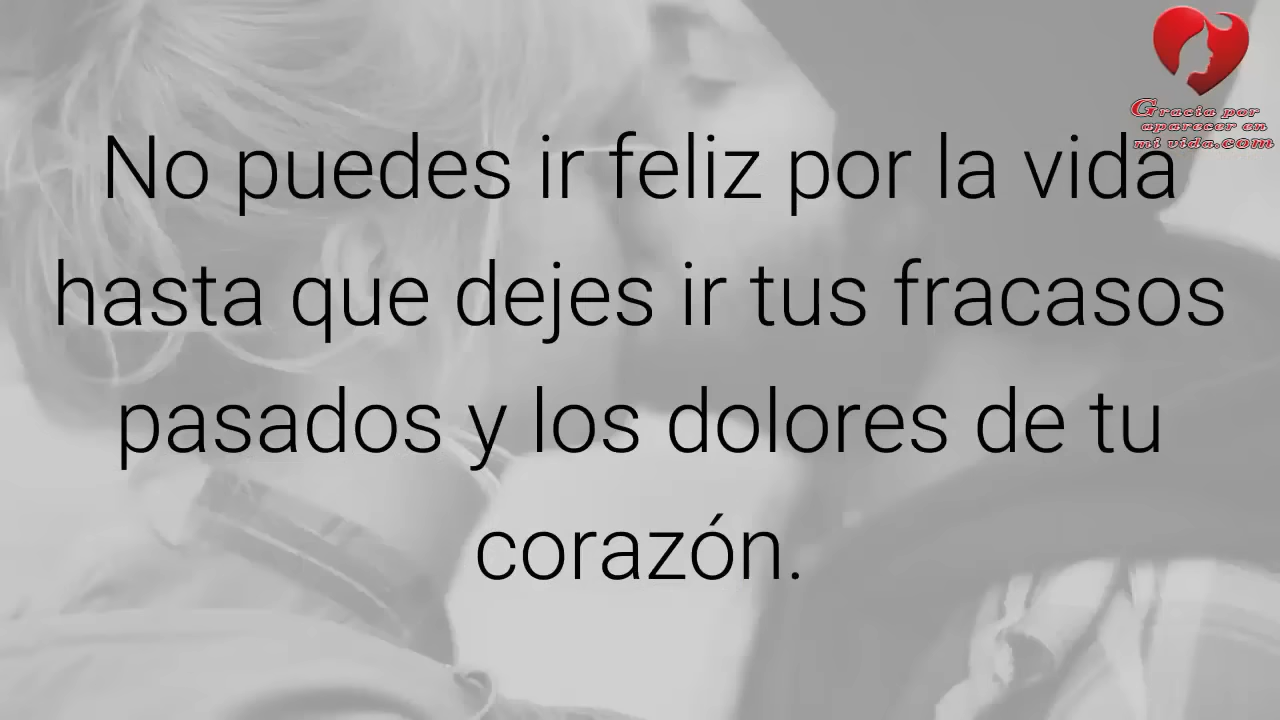 Gracia por
aparecer en
mi vida.com
No puedes ir feliz por la vida
hasta que dejes ir tus fracasos
pasados y los dolores de tu
corazón.